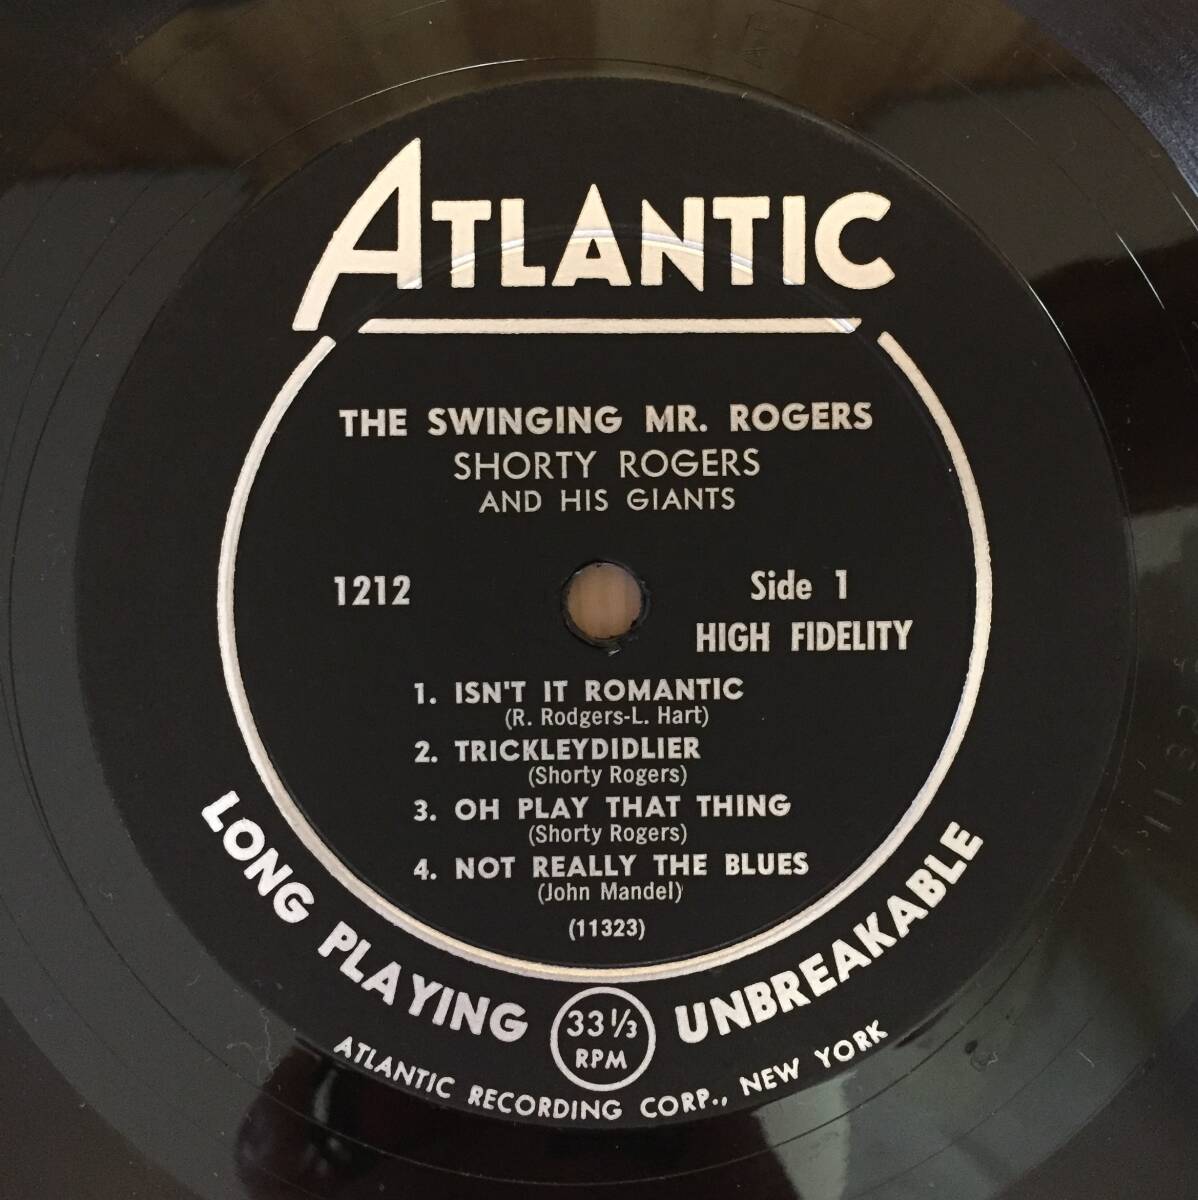 ATLANTIC
THE SWINGING MR. ROGERS
SHORTY ROGERS
AND HIS GIANTS
1212
Side 1
HIGH FIDELITY
1. ISN'T IT ROMANTIC
(R. Rodgers-L. Hart)
2. TRICKLEYDIDLIER
(Shorty Rogers)
3. OH PLAY THAT THING
(Shorty Rogers)
4. NOT REALLY THE BLUES
(John Mandel)
(11323)
LONG PLAYING
33 1/3
RPM
UNBREAKABLE
ATLANTIC RECORDING CORP., NEW YORK